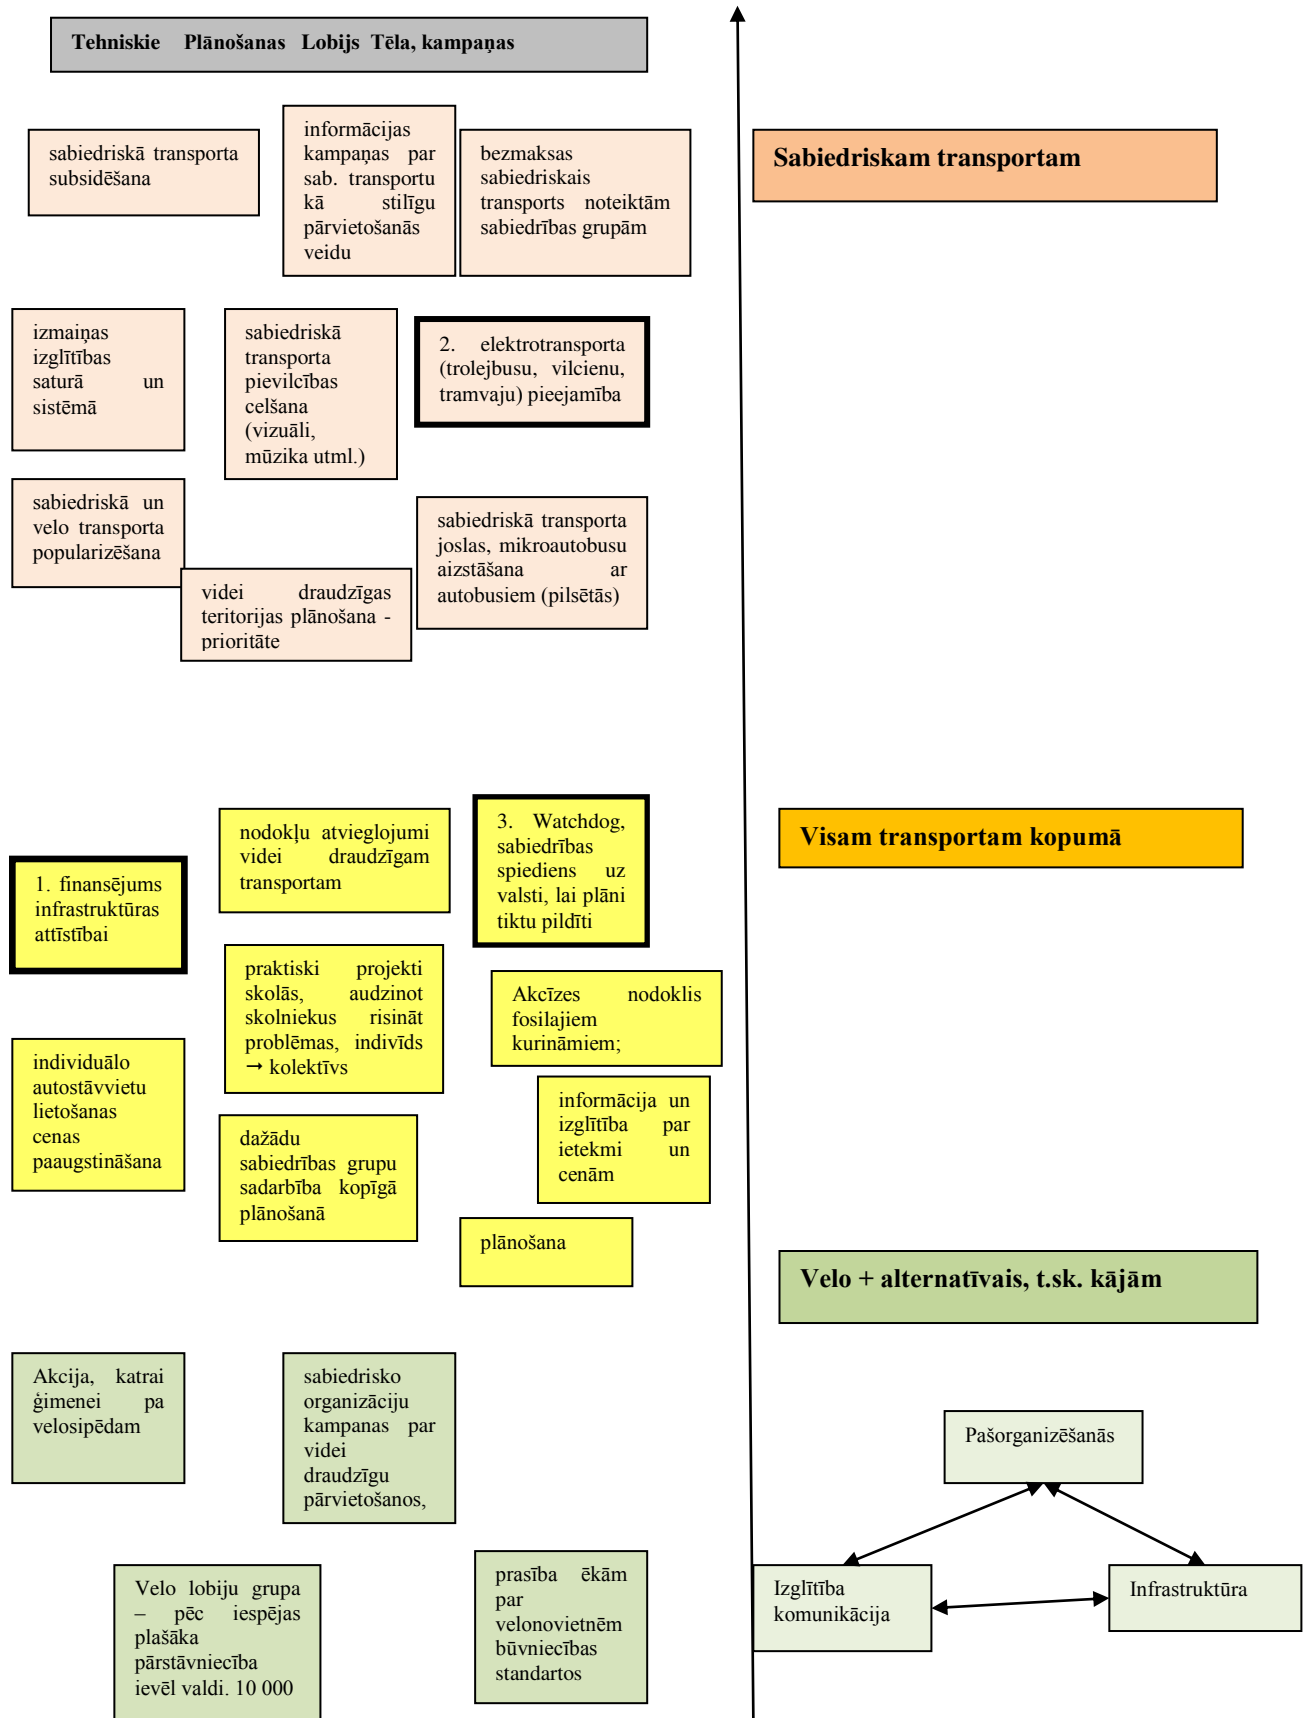 Tehniskie Plānošanas Lobijs Tēla, kampaņas
sabiedriskā transporta
subsidēšana
informācijas
kampaņas par
sab. transportu
kā stilīgu
pārvietošanās
veidu
bezmaksas
sabiedriskais
transports noteiktām
sabiedrības grupām
Sabiedriskam transportam
izmaiņas
izglītības
saturā un
sistēmā
sabiedriskā
transporta
pievilcības
celšana
(vizuāli,
mūzika utml.)
2. elektrotransporta
(trolejbusu, vilcienu,
tramvaju) pieejamība
sabiedriskā un
velo transporta
popularizēšana
videi draudzīgas
teritorijas plānošana -
prioritāte
sabiedriskā transporta
joslas, mikroautobusu
aizstāšana ar
autobusiem (pilsētās)
1. finansējums
infrastruktūras
attīstībai
nodokļu atvieglojumi
videi draudzīgam
transportam
3. Watchdog,
sabiedrības
spiediens uz
valsti, lai plāni
tiktu pildīti
Visam transportam kopumā
praktiski projekti
skolās, audzinot
skolniekus risināt
problēmas, indivīds
→ kolektīvs
Akcīzes nodoklis
fosilajiem
kurināmiem;
individuālo
autostāvvietu
lietošanas
cenas
paaugstināšana
dažādu
sabiedrības grupu
sadarbība kopīgā
plānošanā
informācija un
izglītība par
ietekmi un
cenām
plānošana
Velo + alternatīvais, t.sk. kājām
Akcija, katrai
ģimenei pa
velosipēdam
sabiedrisko
organizāciju
kampanas par
videi
draudzīgu
pārvietošanos,
Pašorganizēšanās
Velo lobiju grupa
– pēc iespējas
plašāka
pārstāvniecība
ievēl valdi. 10 000
prasība ēkām
par
velonovietnēm
būvniecības
standartos
Izglītība
komunikācija
Infrastruktūra